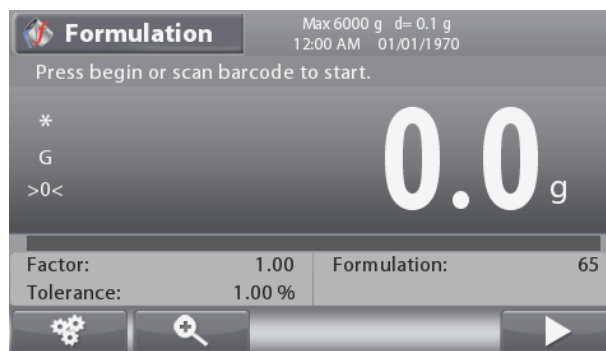 Formulation
Max 6000 g d= 0.1 g
12:00 AM 01/01/1970
Press begin or scan barcode to start.
*
G
>0<
0.0 g
Factor: 1.00 Formulation: 65
Tolerance: 1.00 %